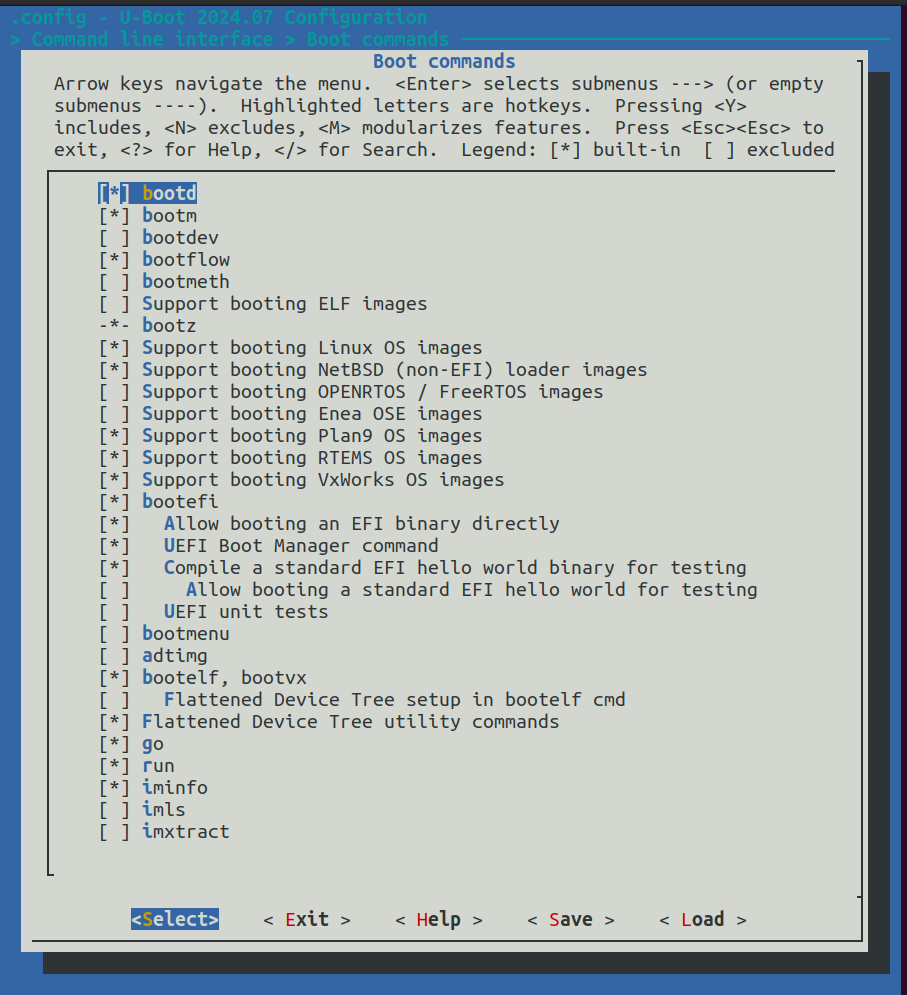 .config - U-Boot 2024.07 Configuration
> Command line interface > Boot commands
Boot commands
Arrow keys navigate the menu.  <Enter> selects submenus ---> (or empty
submenus ----).  Highlighted letters are hotkeys.  Pressing <Y>
includes, <N> excludes, <M> modularizes features.  Press <Esc><Esc> to
exit, <?> for Help, </> for Search.  Legend: [*] built-in  [ ] excluded
[*] bootd
[*] bootm
[ ] bootdev
[*] bootflow
[ ] bootmeth
[ ] Support booting ELF images
-*- bootz
[*] Support booting Linux OS images
[*] Support booting NetBSD (non-EFI) loader images
[ ] Support booting OPENRTOS / FreeRTOS images
[ ] Support booting Enea OSE images
[*] Support booting Plan9 OS images
[*] Support booting RTEMS OS images
[*] Support booting VxWorks OS images
[*] bootefi
[*]   Allow booting an EFI binary directly
[*]   UEFI Boot Manager command
[*]   Compile a standard EFI hello world binary for testing
[ ]     Allow booting a standard EFI hello world for testing
[ ]   UEFI unit tests
[ ] bootmenu
[ ] adtimg
[*] bootelf, bootvx
[ ]   Flattened Device Tree setup in bootelf cmd
[*] Flattened Device Tree utility commands
[*] go
[*] run
[*] iminfo
[ ] imls
[ ] imxtract
<Select>    < Exit >    < Help >    < Save >    < Load >